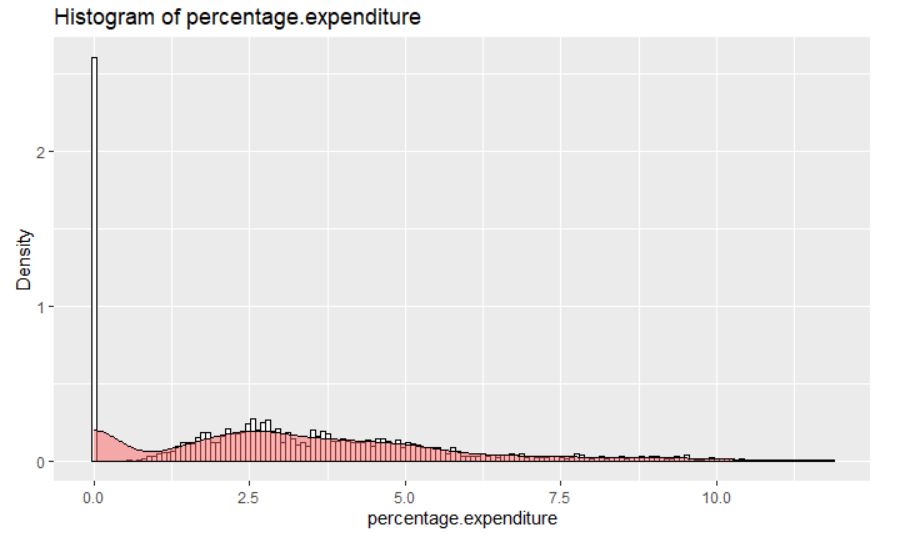 Histogram of percentage.expenditure
Density
2
1
0
0.0 2.5 5.0 7.5 10.0
percentage.expenditure